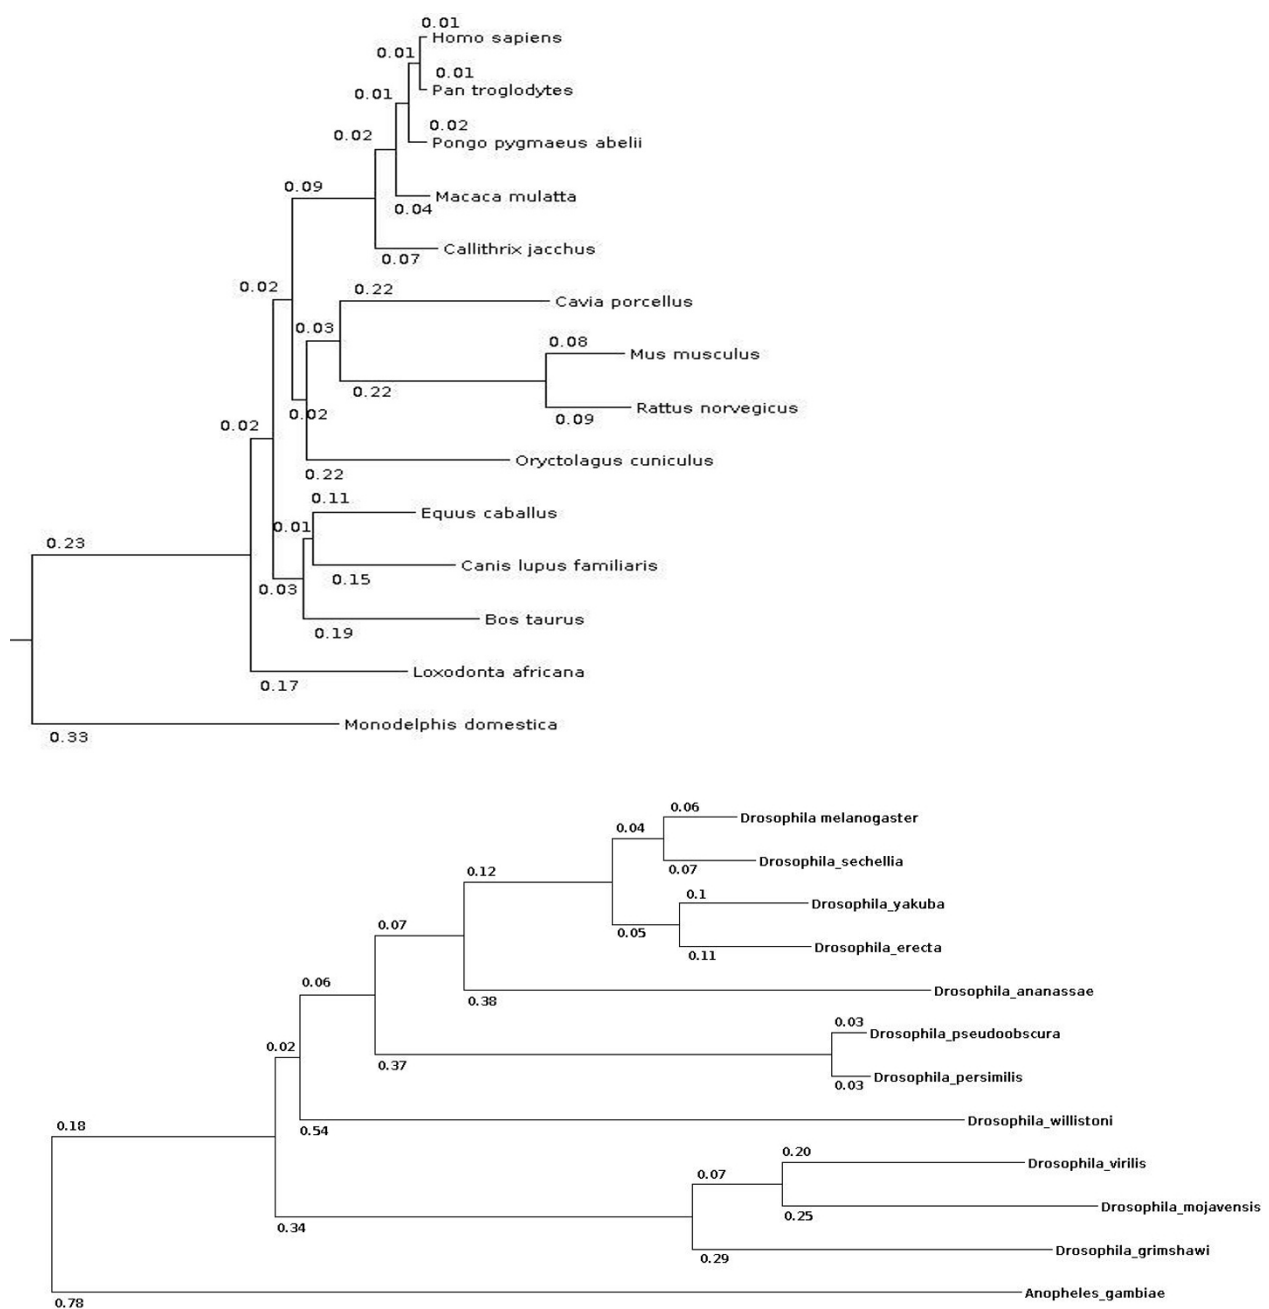 0.01
Homo sapiens
0.01
0.01
Pan troglodytes
0.01
0.02
0.02
Pongo pygmaeus abelii
0.09
Macaca mulatta
0.04
Callithrix jacchus
0.07
0.02
0.22
Cavia porcellus
0.03
0.08
Mus musculus
0.22
Rattus norvegicus
0.02
0.09
0.02
Oryctolagus cuniculus
0.22
0.11
Equus caballus
0.01
0.23
Canis lupus familiaris
0.15
0.03
Bos taurus
0.19
Loxodonta africana
0.17
Monodelphis domestica
0.33
0.06
Drosophila melanogaster
0.04
Drosophila_sechellia
0.07
0.12
0.1
Drosophila_yakuba
0.07
0.05
Drosophila_erecta
0.11
0.06
Drosophila_ananassae
0.38
0.03
Drosophila_pseudoobscura
0.02
0.37
Drosophila_persimilis
0.03
0.18
Drosophila_willistoni
0.54
0.20
Drosophila_virilis
0.07
Drosophila_mojavensis
0.25
0.34
Drosophila_grimshawi
0.29
Anopheles_gambiae
0.78